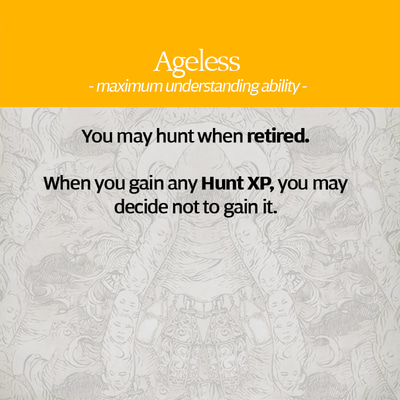 Ageless
- maximum understanding ability -
You may hunt when retired.
When you gain any Hunt XP, you may
decide not to gain it.